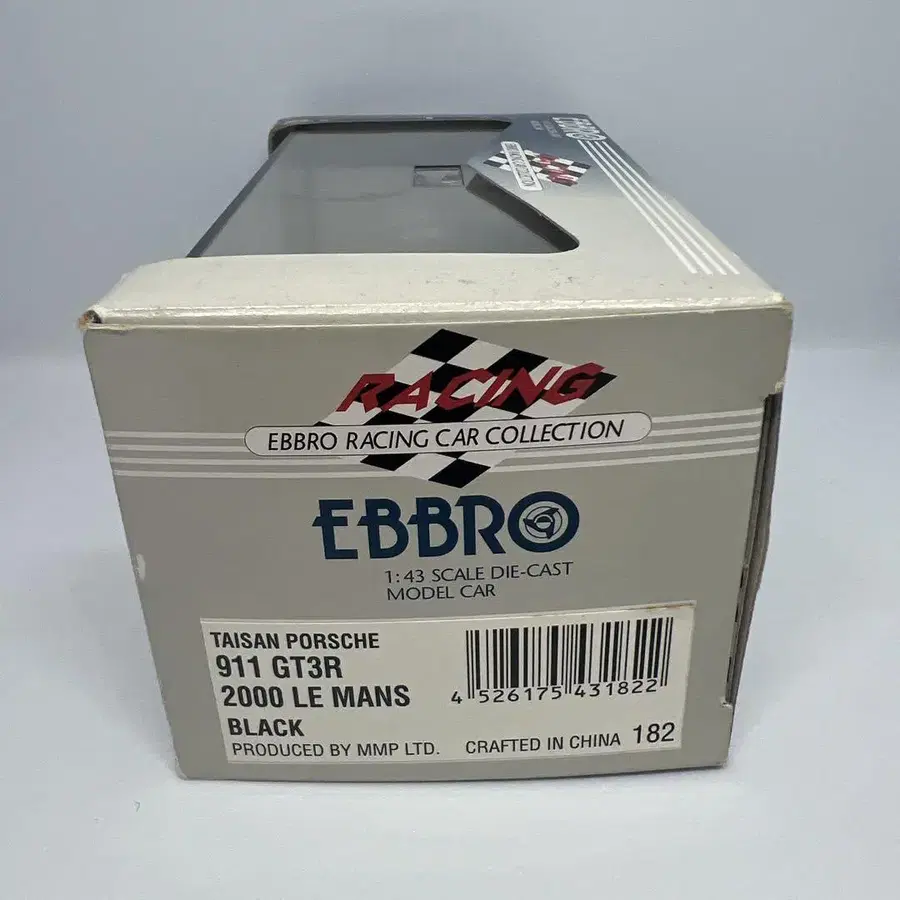 EBBRO
RACING
EBBRO RACING CAR COLLECTION
EBBRO
1:43 SCALE DIE-CAST
MODEL CAR
TAISAN PORSCHE
911 GT3R
2000 LE MANS
BLACK
4 526175 431822
PRODUCED BY MMP LTD. CRAFTED IN CHINA 182